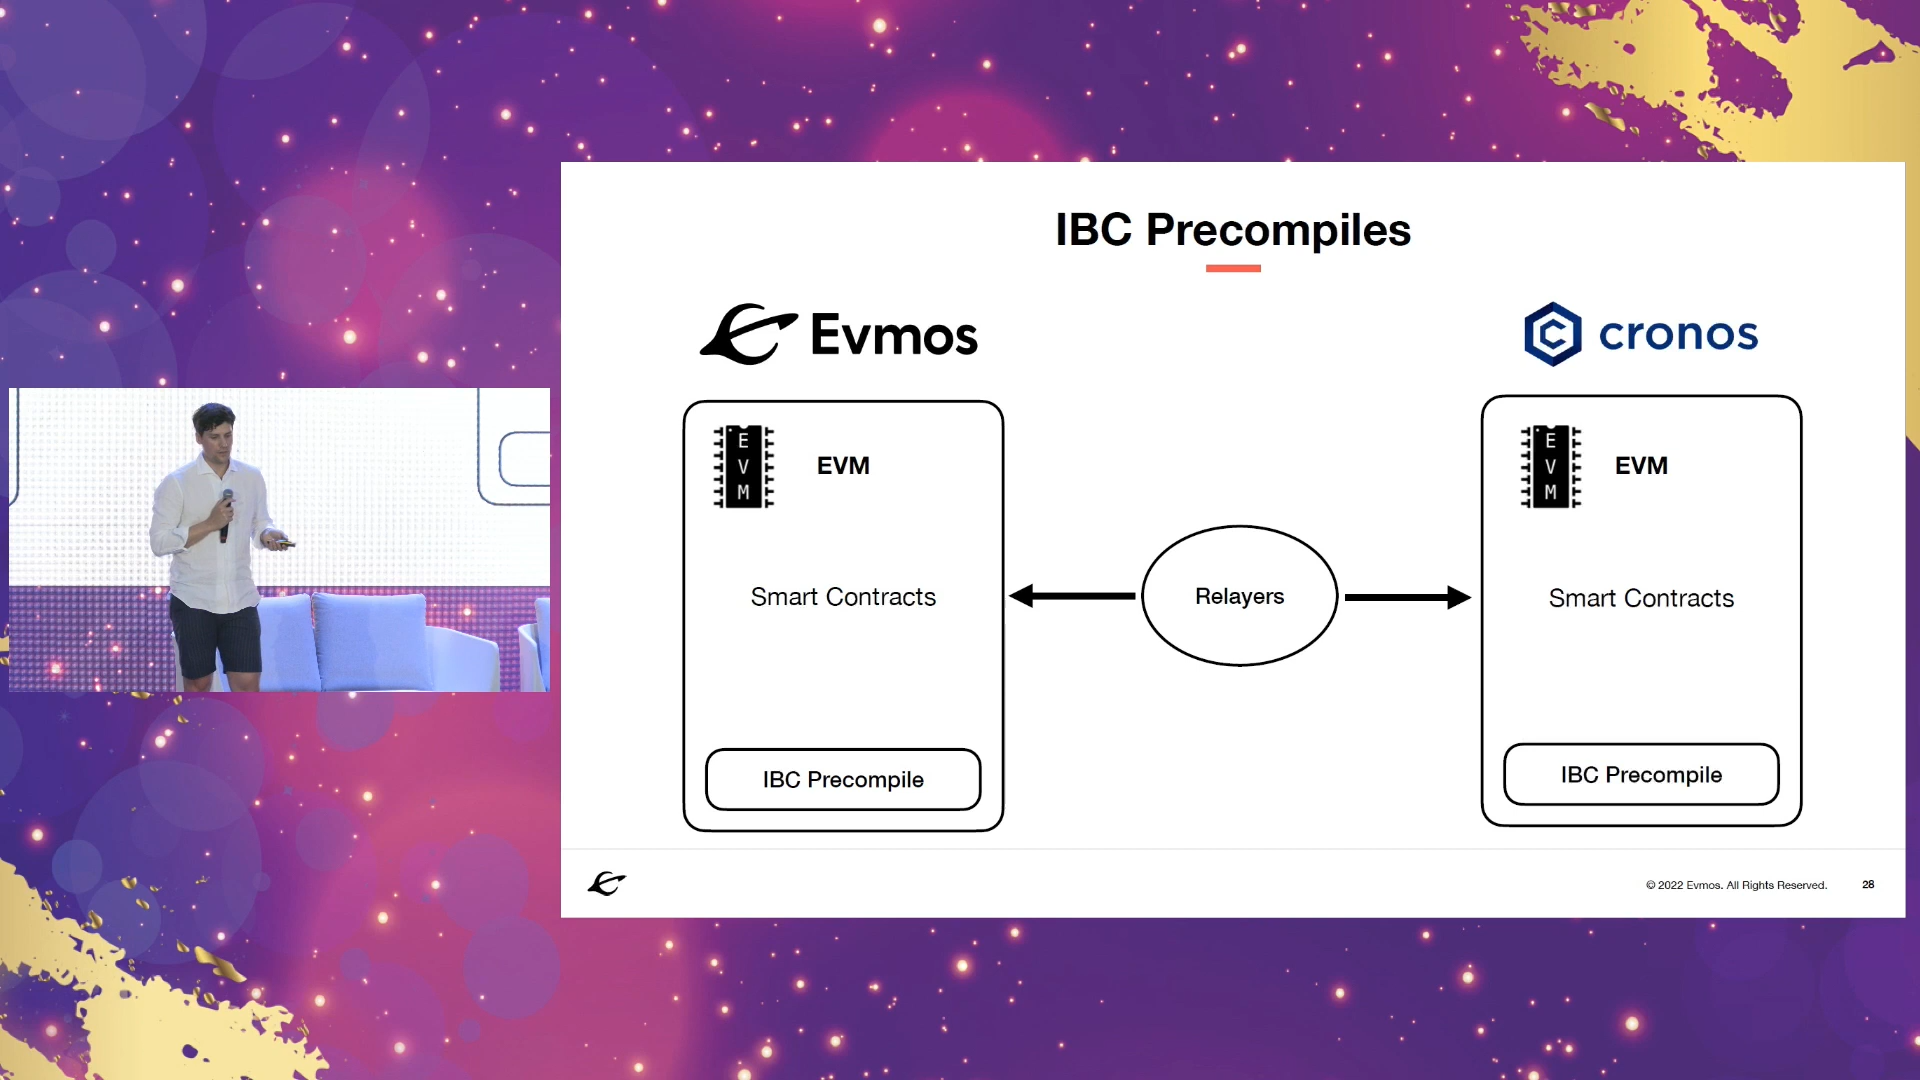 IBC Precompiles
Evmos
cronos
E
V
M
EVM
Smart Contracts
IBC Precompile
Relayers
E
V
M
EVM
Smart Contracts
IBC Precompile
© 2022 Evmos. All Rights Reserved.
28